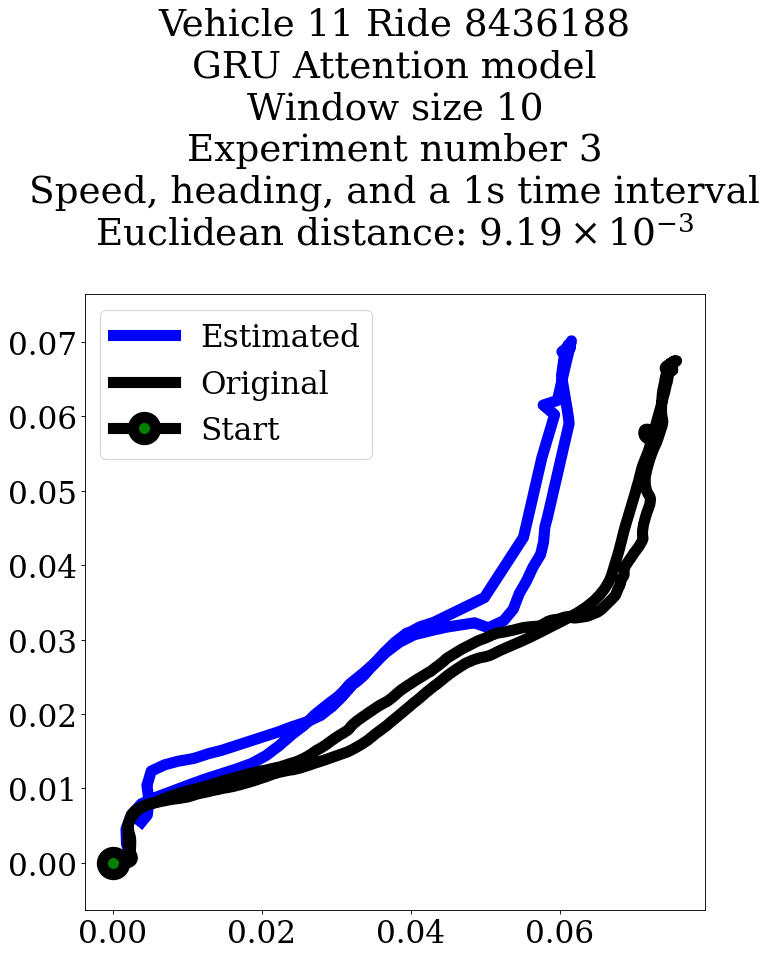 Vehicle 11 Ride 8436188
GRU Attention model
Window size 10
Experiment number 3
Speed, heading, and a 1s time interval
Euclidean distance: 9.19 × 10⁻³
Estimated
Original
Start
0.07
0.06
0.05
0.04
0.03
0.02
0.01
0.00
0.00 0.02 0.04 0.06